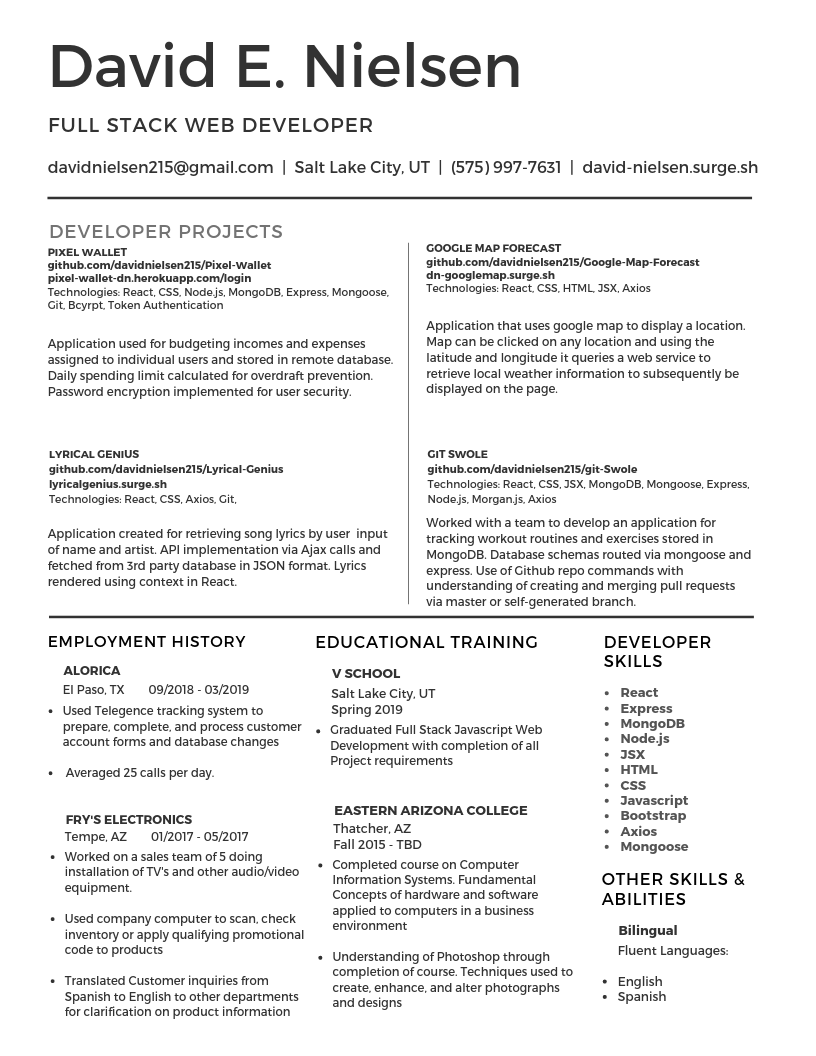 David E. Nielsen
FULL STACK WEB DEVELOPER
davidnielsen215@gmail.com | Salt Lake City, UT | (575) 997-7631 | david-nielsen.surge.sh
DEVELOPER PROJECTS
PIXEL WALLET
github.com/davidnielsen215/Pixel-Wallet
pixel-wallet-dn.herokuapp.com/login
Technologies: React, CSS, Node.js, MongoDB, Express, Mongoose,
Git, Bcyrpt, Token Authentication
Application used for budgeting incomes and expenses
assigned to individual users and stored in remote database.
Daily spending limit calculated for overdraft prevention.
Password encryption implemented for user security.
GOOGLE MAP FORECAST
github.com/davidnielsen215/Google-Map-Forecast
dn-googlemap.surge.sh
Technologies: React, CSS, HTML, JSX, Axios
Application that uses google map to display a location.
Map can be clicked on any location and using the
latitude and longitude it queries a web service to
retrieve local weather information to subsequently be
displayed on the page.
LYRICAL GENIUS
github.com/davidnielsen215/Lyrical-Genius
lyricalgenius.surge.sh
Technologies: React, CSS, Axios, Git,
Application created for retrieving song lyrics by user input
of name and artist. API implementation via Ajax calls and
fetched from 3rd party database in JSON format. Lyrics
rendered using context in React.
GIT SWOLE
github.com/davidnielsen215/git-Swole
Technologies: React, CSS, JSX, MongoDB, Mongoose, Express,
Node.js, Morgan.js, Axios
Worked with a team to develop an application for
tracking workout routines and exercises stored in
MongoDB. Database schemas routed via mongoose and
express. Use of Github repo commands with
understanding of creating and merging pull requests
via master or self-generated branch.
EMPLOYMENT HISTORY
ALORICA
El Paso, TX 09/2018 - 03/2019
• Used Telegence tracking system to
prepare, complete, and process customer
account forms and database changes
• Averaged 25 calls per day.
FRY'S ELECTRONICS
Tempe, AZ 01/2017 - 05/2017
• Worked on a sales team of 5 doing
installation of TV's and other audio/video
equipment.
• Used company computer to scan, check
inventory or apply qualifying promotional
code to products
• Translated Customer inquiries from
Spanish to English to other departments
for clarification on product information
EDUCATIONAL TRAINING
V SCHOOL
Salt Lake City, UT
Spring 2019
• Graduated Full Stack Javascript Web
Development with completion of all
Project requirements
EASTERN ARIZONA COLLEGE
Thatcher, AZ
Fall 2015 - TBD
• Completed course on Computer
Information Systems. Fundamental
Concepts of hardware and software
applied to computers in a business
environment
• Understanding of Photoshop through
completion of course. Techniques used to
create, enhance, and alter photographs
and designs
DEVELOPER
SKILLS
• React
• Express
• MongoDB
• Node.js
• JSX
• HTML
• CSS
• Javascript
• Bootstrap
• Axios
• Mongoose
OTHER SKILLS &
ABILITIES
Bilingual
Fluent Languages:
• English
• Spanish